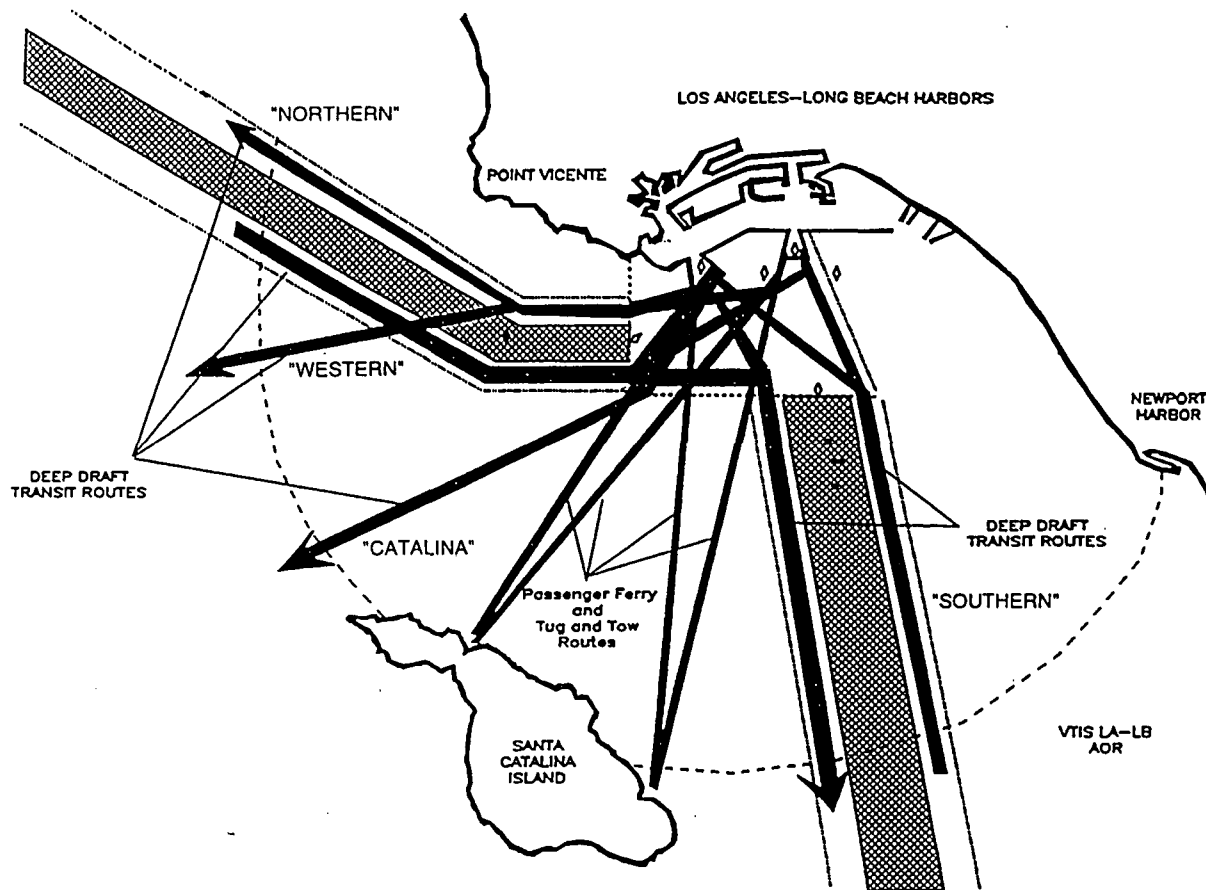 "NORTHERN"
LOS ANGELES-LONG BEACH HARBORS
POINT VICENTE
"WESTERN"
NEWPORT
HARBOR
DEEP DRAFT
TRANSIT ROUTES
"CATALINA"
DEEP DRAFT
TRANSIT ROUTES
Passenger Ferry
and
Tug and Tow
Routes
"SOUTHERN"
SANTA
CATALINA
ISLAND
VTIS LA-LB
AOR